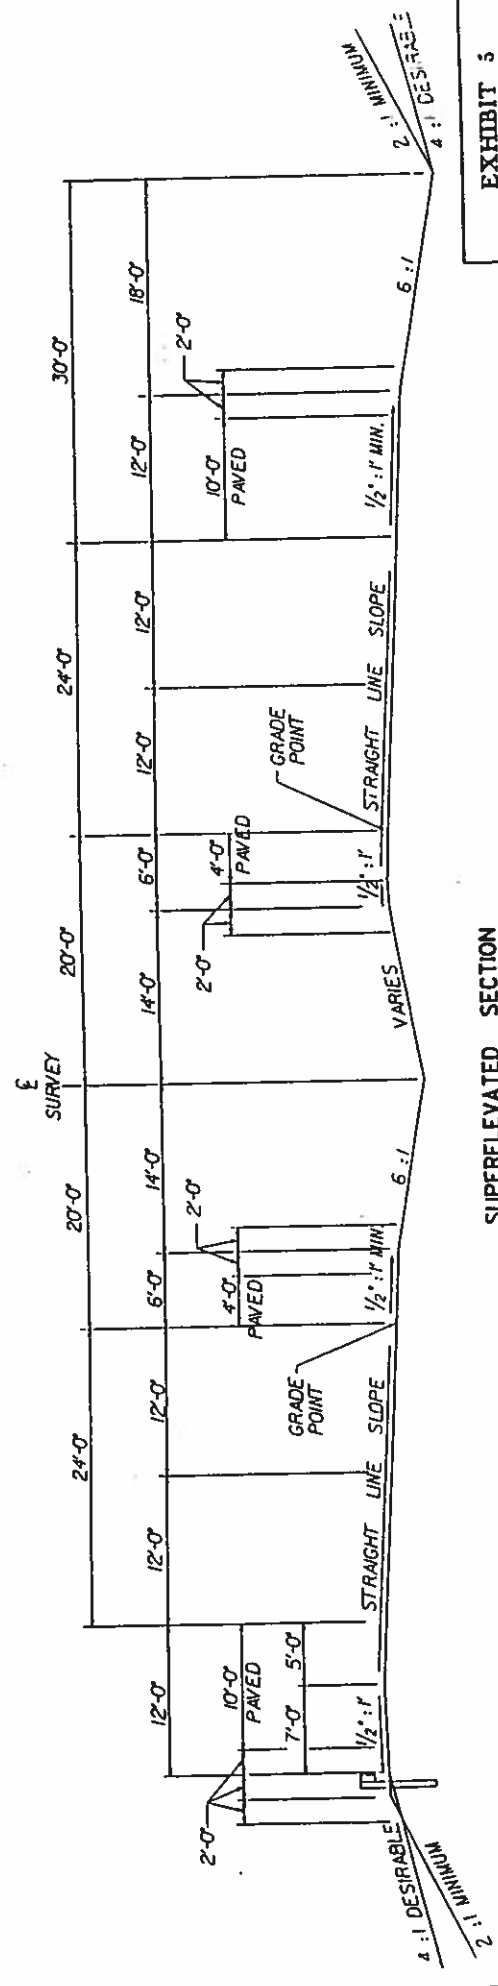 ℄
SURVEY
24'-0"
20'-0"
20'-0"
24'-0"
30'-0"
12'-0"
12'-0"
12'-0"
6'-0"
14'-0"
14'-0"
6'-0"
12'-0"
12'-0"
12'-0"
18'-0"
2'-0"
10'-0"
PAVED
7'-0"
5'-0"
4'-0"
PAVED
2'-0"
2'-0"
4'-0"
PAVED
10'-0"
PAVED
2'-0"
GRADE
POINT
GRADE
POINT
4 : 1 DESIRABLE
2 : 1 MINIMUM
1/2" : 1'
STRAIGHT LINE SLOPE
1/2" : 1' MIN.
6 : 1
VARIES
1/2" : 1'
STRAIGHT LINE SLOPE
1/2" : 1' MIN.
6 : 1
2 : 1 MINIMUM
4 : 1 DESIRABLE
SUPERELEVATED SECTION
EXHIBIT 5